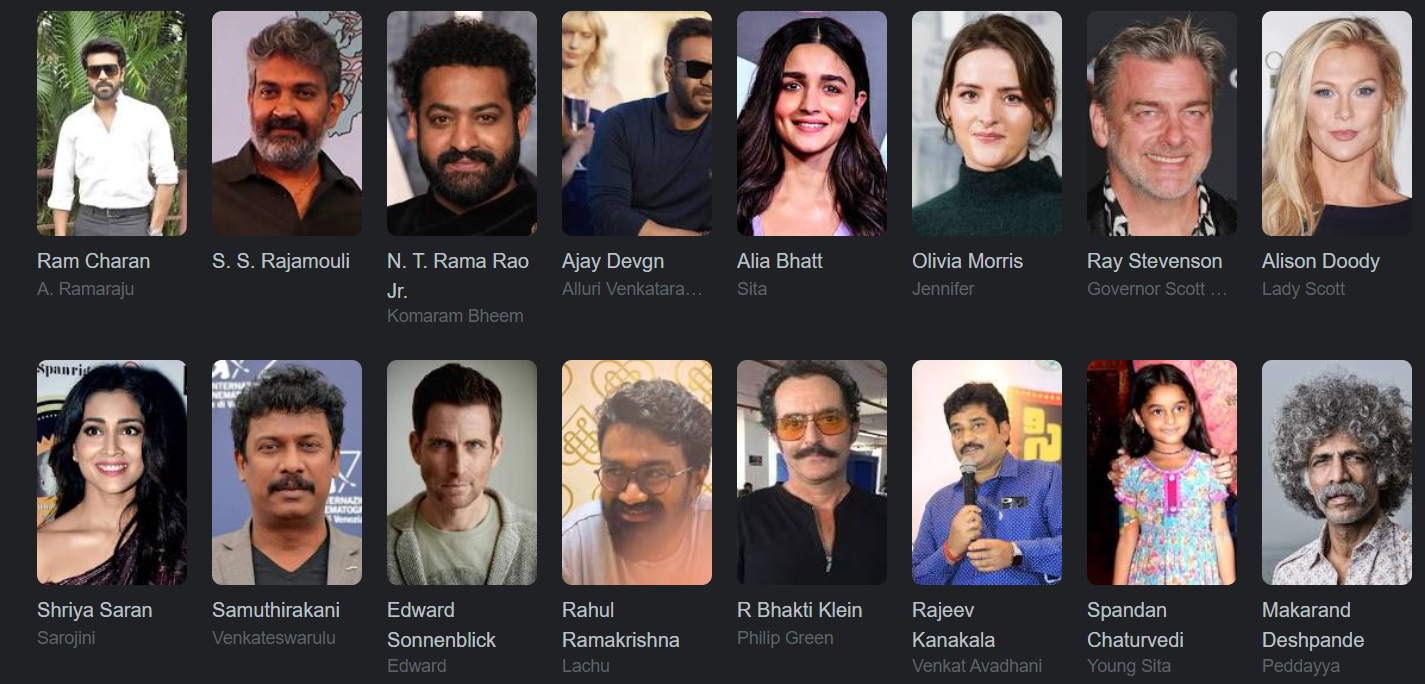 Ram Charan
A. Ramaraju
S. S. Rajamouli
N. T. Rama Rao
Jr.
Komaram Bheem
Ajay Devgn
Alluri Venkatara…
Alia Bhatt
Sita
Olivia Morris
Jennifer
Ray Stevenson
Governor Scott …
Alison Doody
Lady Scott
Spanrig
Shriya Saran
Sarojini
Samuthirakani
Venkateswarulu
Edward
Sonnenblick
Edward
Rahul
Ramakrishna
Lachu
R Bhakti Klein
Philip Green
సి
Rajeev
Kanakala
Venkat Avadhani
Spandan
Chaturvedi
Young Sita
Makarand
Deshpande
Peddayya